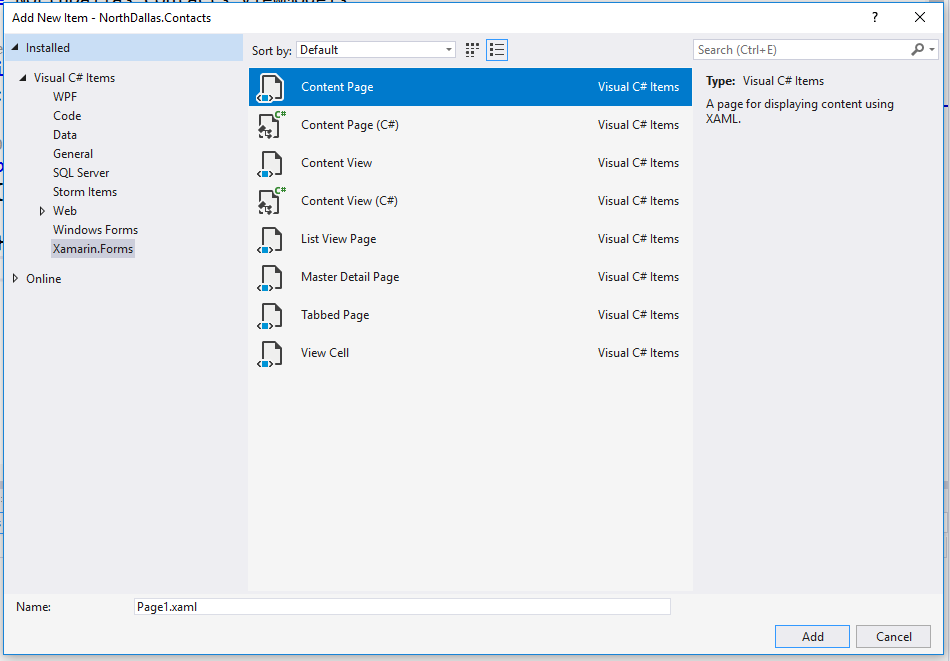 Add New Item - NorthDallas.Contacts
?
Installed
Sort by: Default
Search (Ctrl+E)
Visual C# Items
WPF
Code
Data
General
SQL Server
Storm Items
Web
Windows Forms
Xamarin.Forms
Online
Content Page Visual C# Items
C# Content Page (C#) Visual C# Items
Content View Visual C# Items
C# Content View (C#) Visual C# Items
List View Page Visual C# Items
Master Detail Page Visual C# Items
Tabbed Page Visual C# Items
View Cell Visual C# Items
Type: Visual C# Items
A page for displaying content using
XAML.
Name: Page1.xaml
Add Cancel